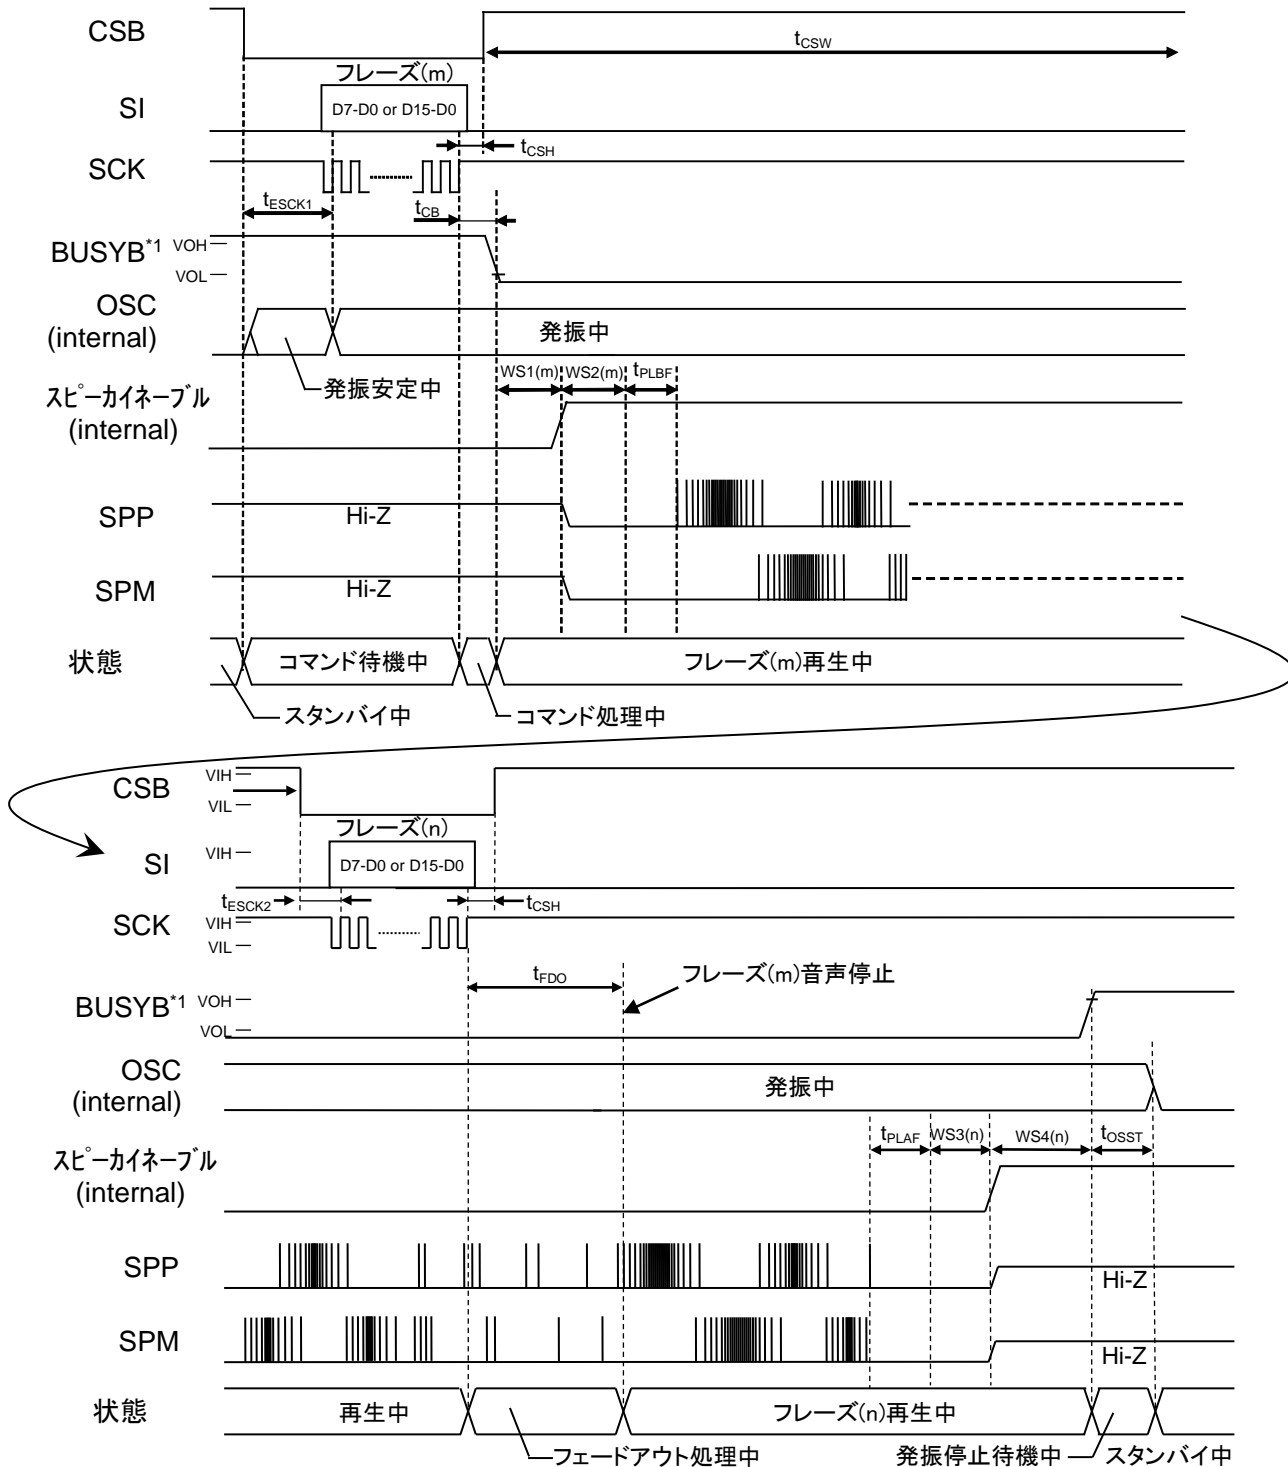 CSB
tCSW
フレーズ(m)
SI
D7-D0 or D15-D0
tCSH
SCK
tESCK1
tCB
BUSYB*1
VOH
VOL
OSC
(internal)
発振中
発振安定中
WS1(m)
WS2(m)
tPLBF
スピーカイネーブル
(internal)
SPP
Hi-Z
SPM
Hi-Z
状態
コマンド待機中
フレーズ(m)再生中
スタンバイ中
コマンド処理中
CSB
VIH
VIL
フレーズ(n)
SI
VIH
D7-D0 or D15-D0
tESCK2
tCSH
SCK
VIH
VIL
tFDO
フレーズ(m)音声停止
BUSYB*1
VOH
VOL
OSC
(internal)
発振中
tPLAF
WS3(n)
WS4(n)
tOSST
スピーカイネーブル
(internal)
SPP
Hi-Z
SPM
Hi-Z
状態
再生中
フレーズ(n)再生中
フェードアウト処理中
発振停止待機中
スタンバイ中